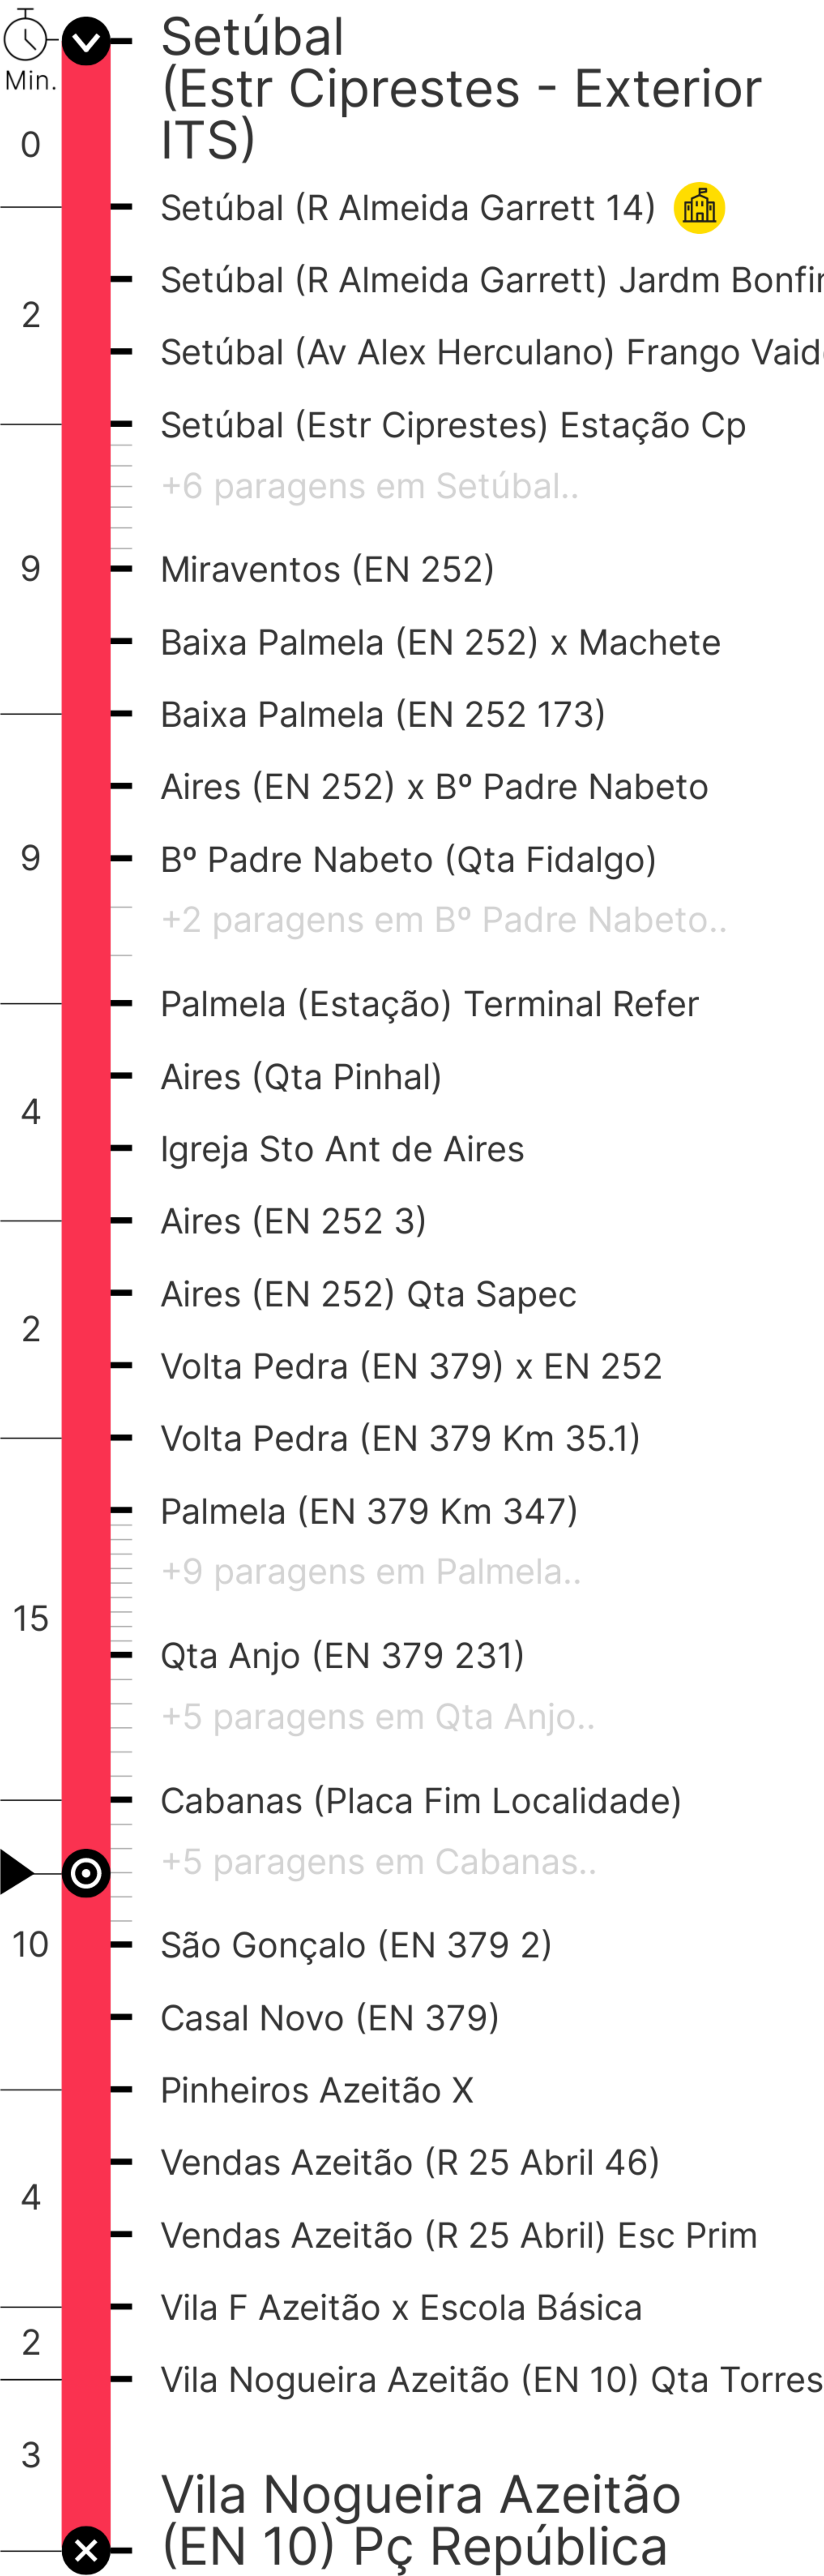 Setúbal
(Estr Ciprestes - Exterior
ITS)
Min.
0
Setúbal (R Almeida Garrett 14)
Setúbal (R Almeida Garrett) Jardm
2
Setúbal (Av Alex Herculano) Frango
Setúbal (Estr Ciprestes) Estação Cp
+6 paragens em Setúbal..
9
Miraventos (EN 252)
Baixa Palmela (EN 252) x Machete
Baixa Palmela (EN 252 173)
Aires (EN 252) x Bº Padre Nabeto
9
Bº Padre Nabeto (Qta Fidalgo)
+2 paragens em Bº Padre Nabeto..
Palmela (Estação) Terminal Refer
Aires (Qta Pinhal)
4
Igreja Sto Ant de Aires
Aires (EN 252 3)
Aires (EN 252) Qta Sapec
2
Volta Pedra (EN 379) x EN 252
Volta Pedra (EN 379 Km 35.1)
Palmela (EN 379 Km 347)
+9 paragens em Palmela..
15
Qta Anjo (EN 379 231)
+5 paragens em Qta Anjo..
Cabanas (Placa Fim Localidade)
+5 paragens em Cabanas..
10
São Gonçalo (EN 379 2)
Casal Novo (EN 379)
Pinheiros Azeitão X
Vendas Azeitão (R 25 Abril 46)
4
Vendas Azeitão (R 25 Abril) Esc Prim
Vila F Azeitão x Escola Básica
2
Vila Nogueira Azeitão (EN 10) Qta Torres
3
Vila Nogueira Azeitão
(EN 10) Pç República